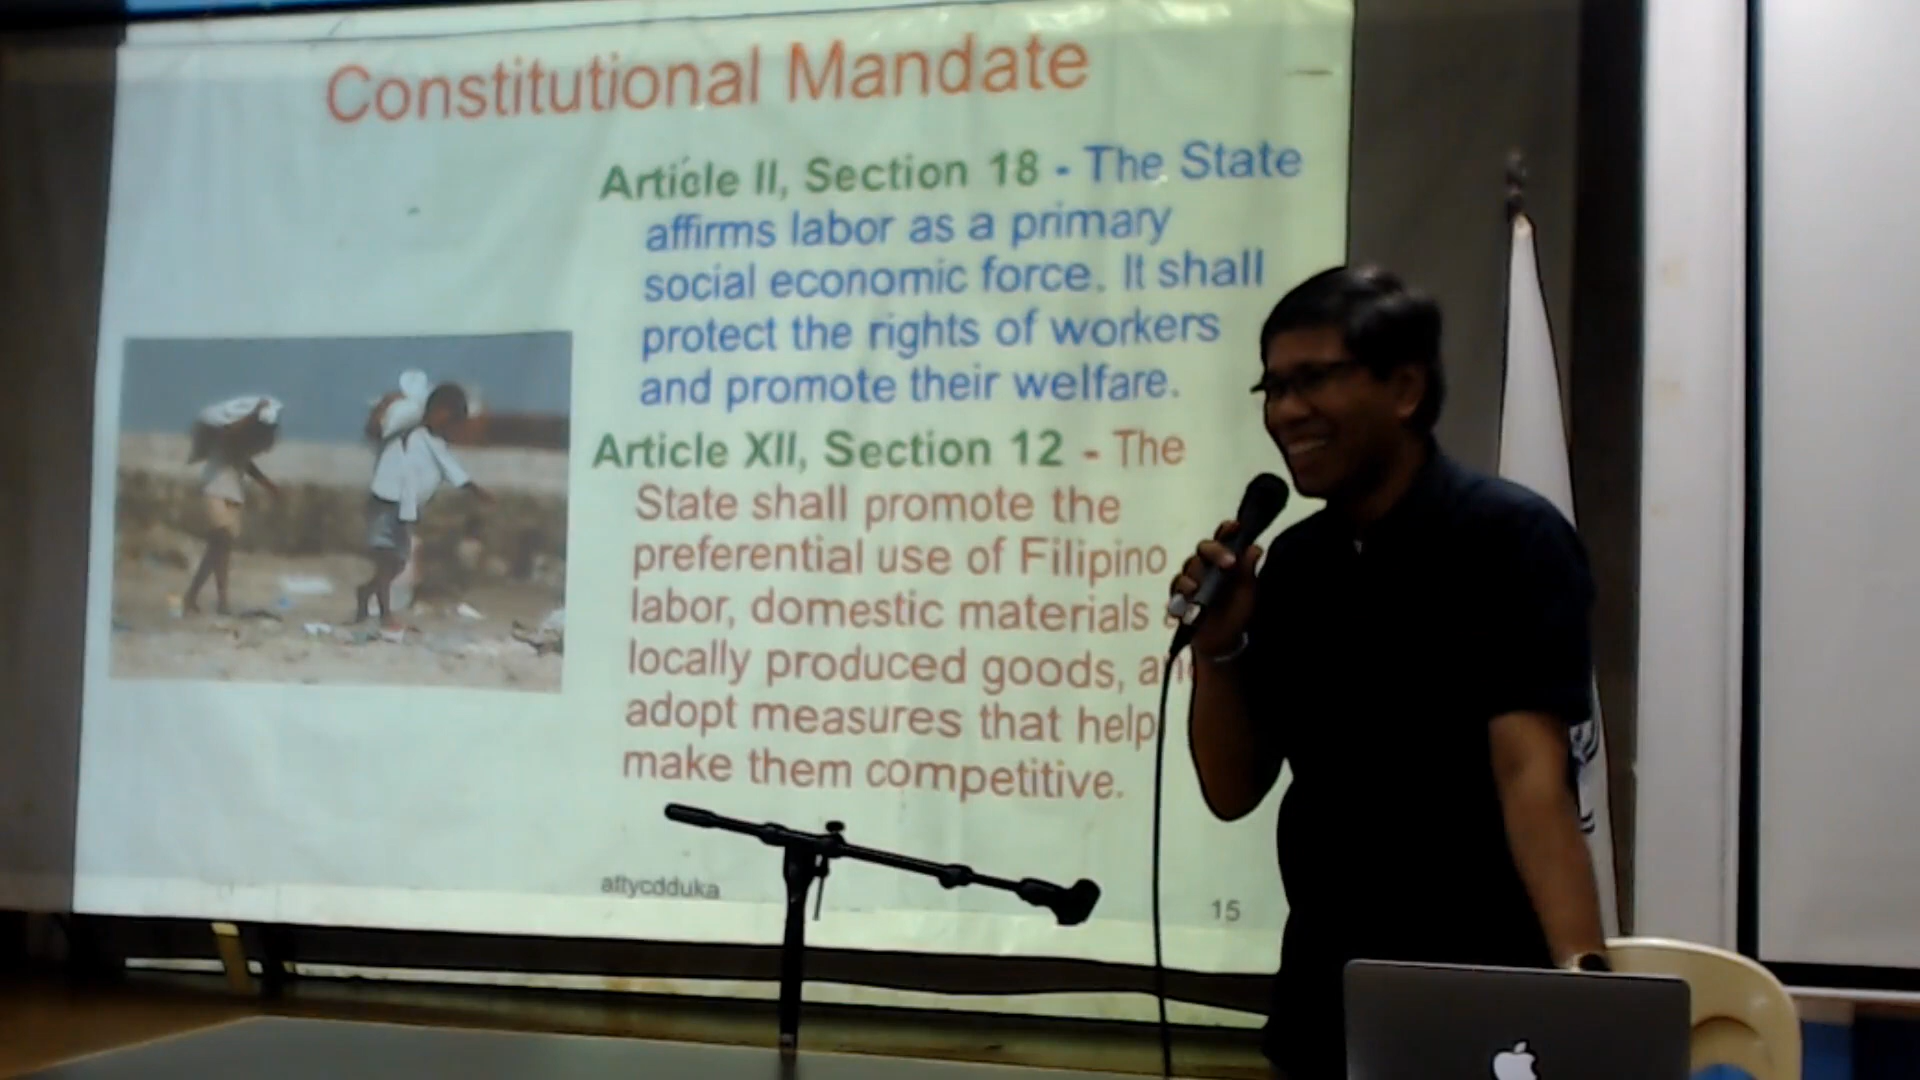 Constitutional Mandate
Article II, Section 18 - The State
affirms labor as a primary
social economic force. It shall
protect the rights of workers
and promote their welfare.
Article XII, Section 12 - The
State shall promote the
preferential use of Filipino
labor, domestic materials
locally produced goods, and
adopt measures that help
make them competitive.
attycdduka
15